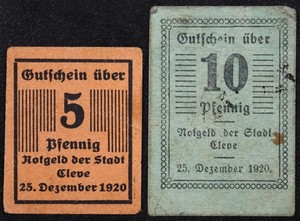 Gutschein über
5
Pfennig
Notgeld der Stadt
Cleve
25. Dezember 1920
Gutschein über
10
Pfennig
Notgeld der Stadt
Cleve
25. Dezember 1920.